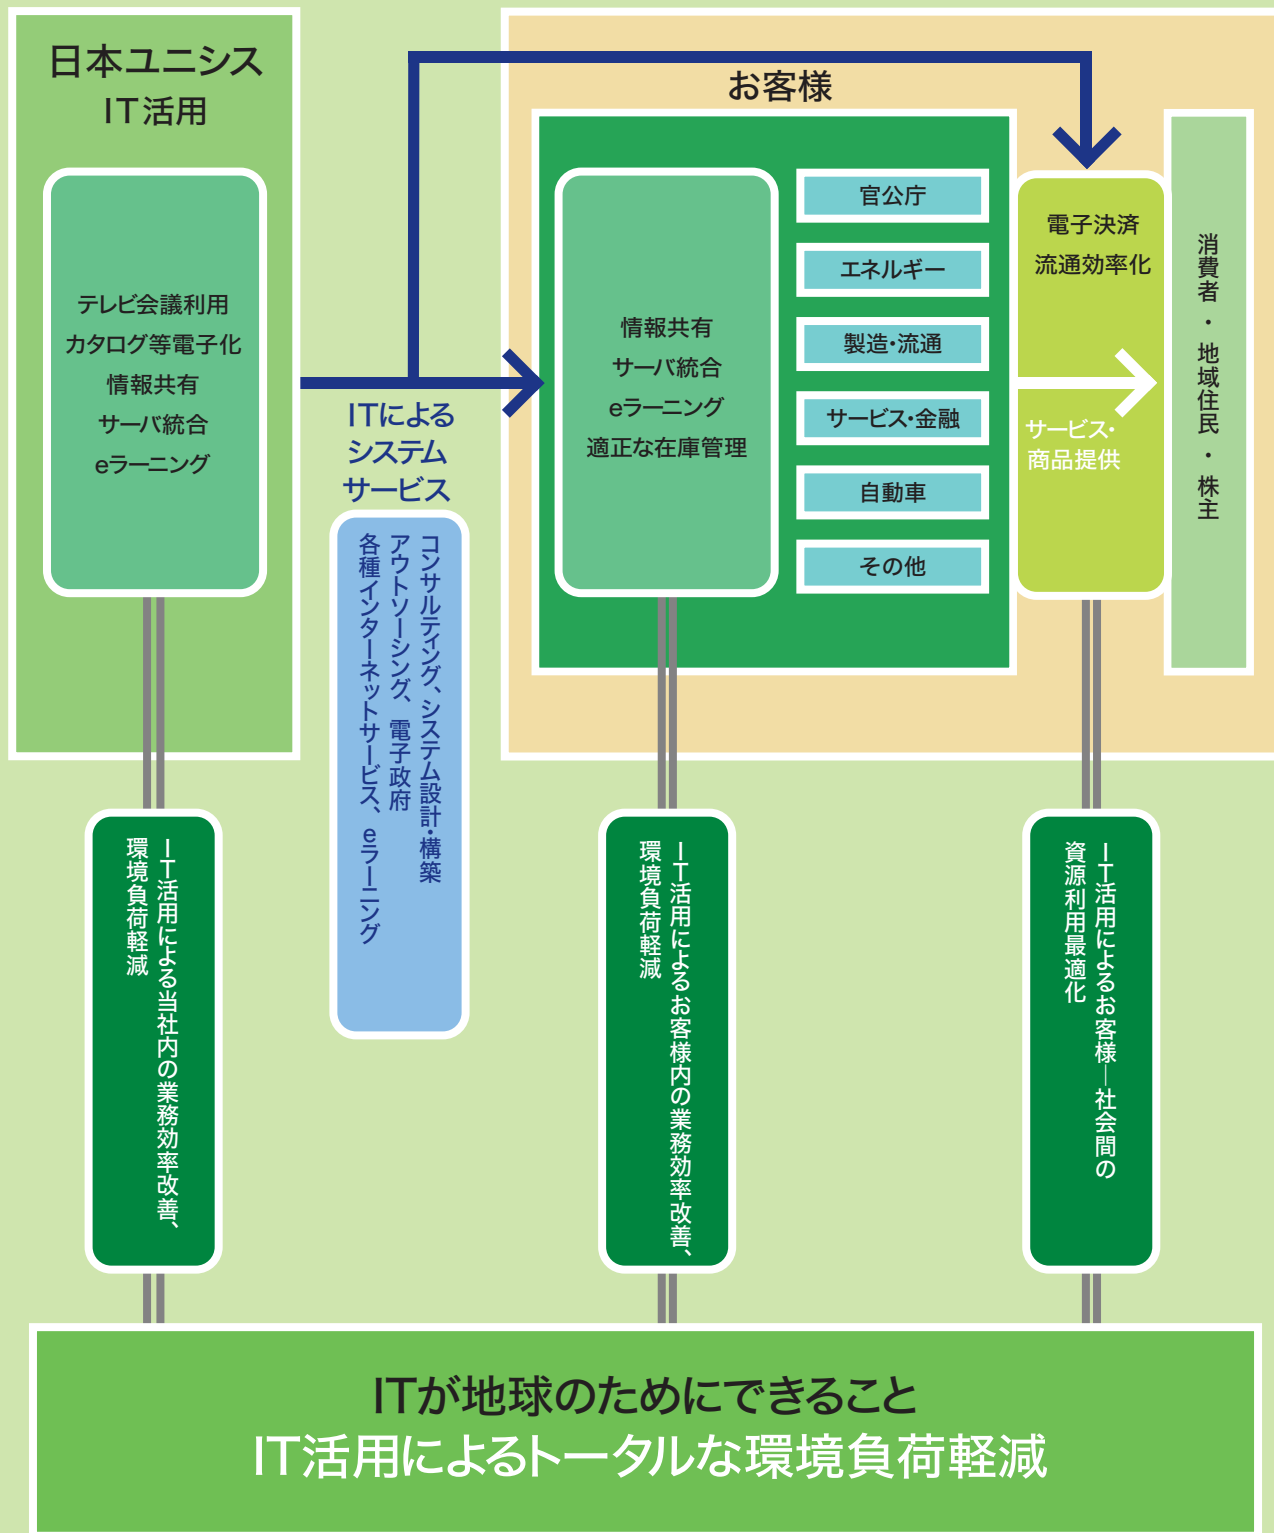 日本ユニシス
IT活用
テレビ会議利用
カタログ等電子化
情報共有
サーバ統合
eラーニング
ITによる
システム
サービス
コンサルティング、システム設計・構築
アウトソーシング、電子政府
各種インターネットサービス、eラーニング
お客様
情報共有
サーバ統合
eラーニング
適正な在庫管理
官公庁
エネルギー
製造・流通
サービス・金融
自動車
その他
電子決済
流通効率化
サービス・
商品提供
消費者・地域住民・株主
IT活用による当社内の業務効率改善、
環境負荷軽減
IT活用によるお客様内の業務効率改善、
環境負荷軽減
IT活用によるお客様―社会間の
資源利用最適化
ITが地球のためにできること
IT活用によるトータルな環境負荷軽減